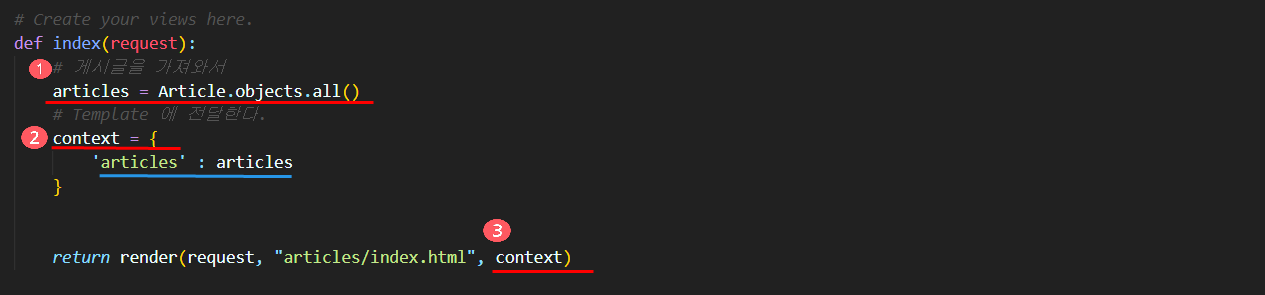 # Create your views here.
def index(request):
1 # 게시글을 가져와서
articles = Article.objects.all()
# Template 에 전달한다.
2 context = {
'articles' : articles
}
3
return render(request, "articles/index.html", context)